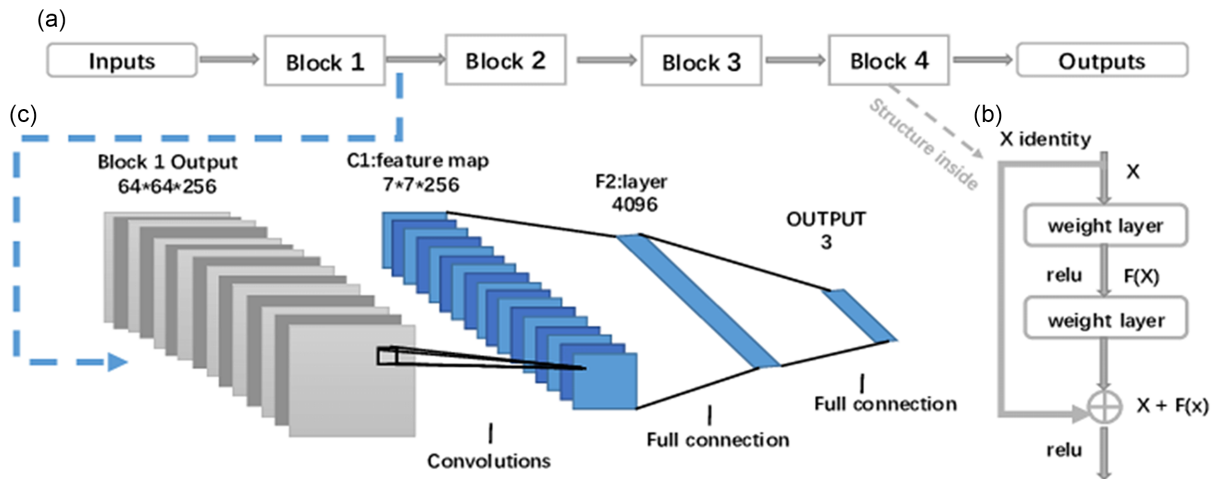 (a)
Inputs
Block 1
Block 2
Block 3
Block 4
Outputs
(c)
Block 1 Output
64*64*256
C1:feature map
7*7*256
F2:layer
4096
OUTPUT
3
Convolutions
Full connection
Full connection
Structure inside
(b)
X identity
X
weight layer
relu
F(X)
weight layer
X + F(x)
relu